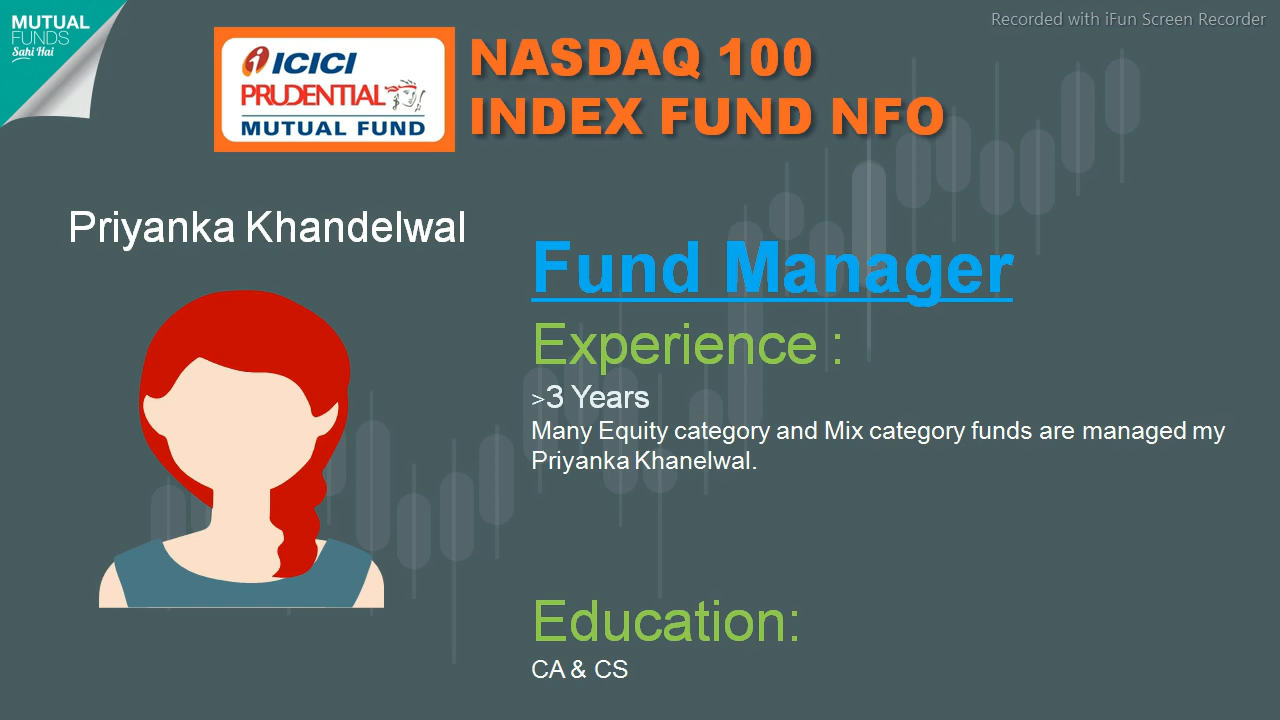 MUTUAL
FUNDS
Sahi Hai
Recorded with iFun Screen Recorder
ICICI
PRUDENTIAL
MUTUAL FUND
NASDAQ 100
INDEX FUND NFO
Priyanka Khandelwal
Fund Manager
Experience :
>3 Years
Many Equity category and Mix category funds are managed my
Priyanka Khanelwal.
Education:
CA & CS